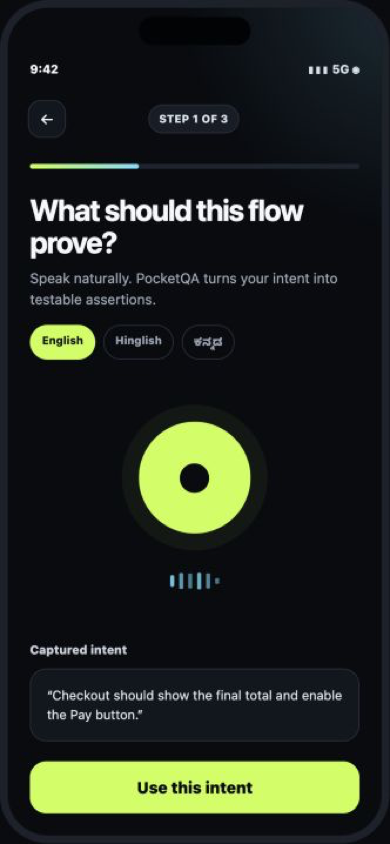 9:42
5G
STEP 1 OF 3
What should this flow
prove?
Speak naturally. PocketQA turns your intent into
testable assertions.
English
Hinglish
ಕನ್ನಡ
Captured intent
“Checkout should show the final total and enable
the Pay button.”
Use this intent